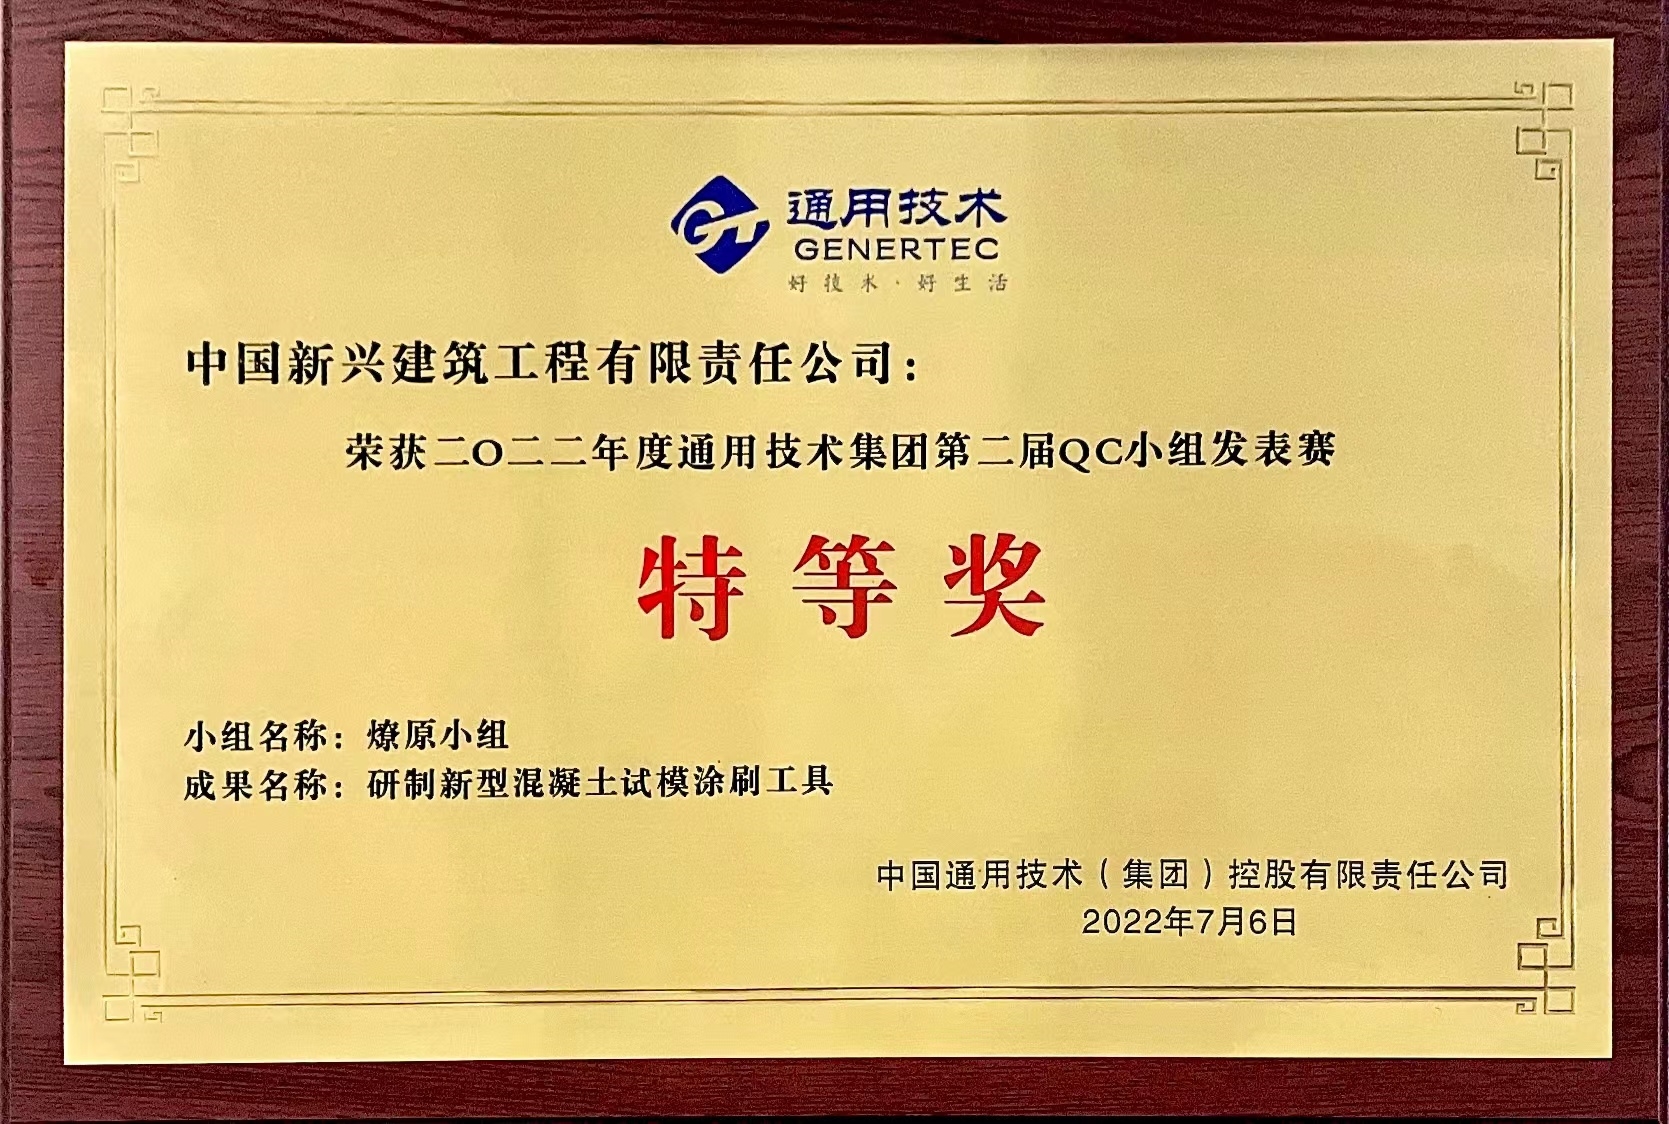 通用技术
GENERTEC
好技术·好生活
中国新兴建筑工程有限责任公司：
荣获二O二二年度通用技术集团第二届QC小组发表赛
特等奖
小组名称：燎原小组
成果名称：研制新型混凝土试模涂刷工具
中国通用技术（集团）控股有限责任公司
2022年7月6日